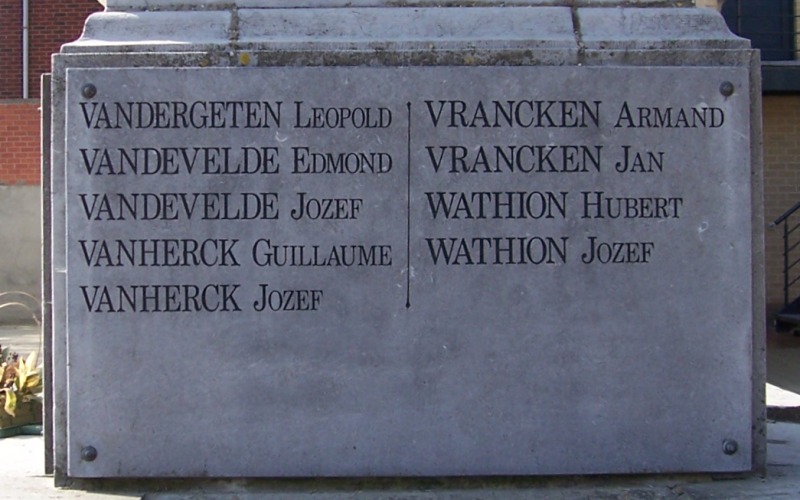 VANDERGETEN LEOPOLD
VANDEVELDE EDMOND
VANDEVELDE JOZEF
VANHERCK GUILLAUME
VANHERCK JOZEF
VRANCKEN ARMAND
VRANCKEN JAN
WATHION HUBERT
WATHION JOZEF